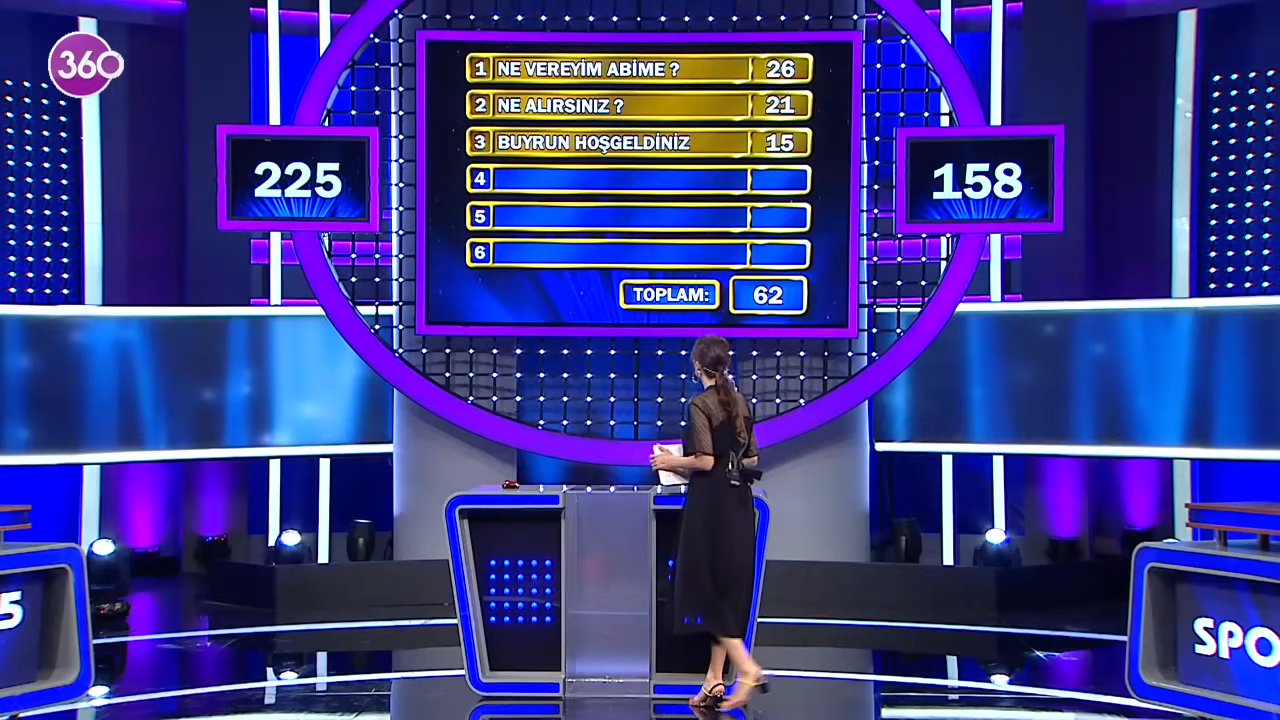 360
1 NE VEREYİM ABİME ? 26
2 NE ALIRSINIZ ? 21
3 BUYRUN HOŞGELDİNİZ 15
4
5
6
TOPLAM: 62
225
158
5
SPO